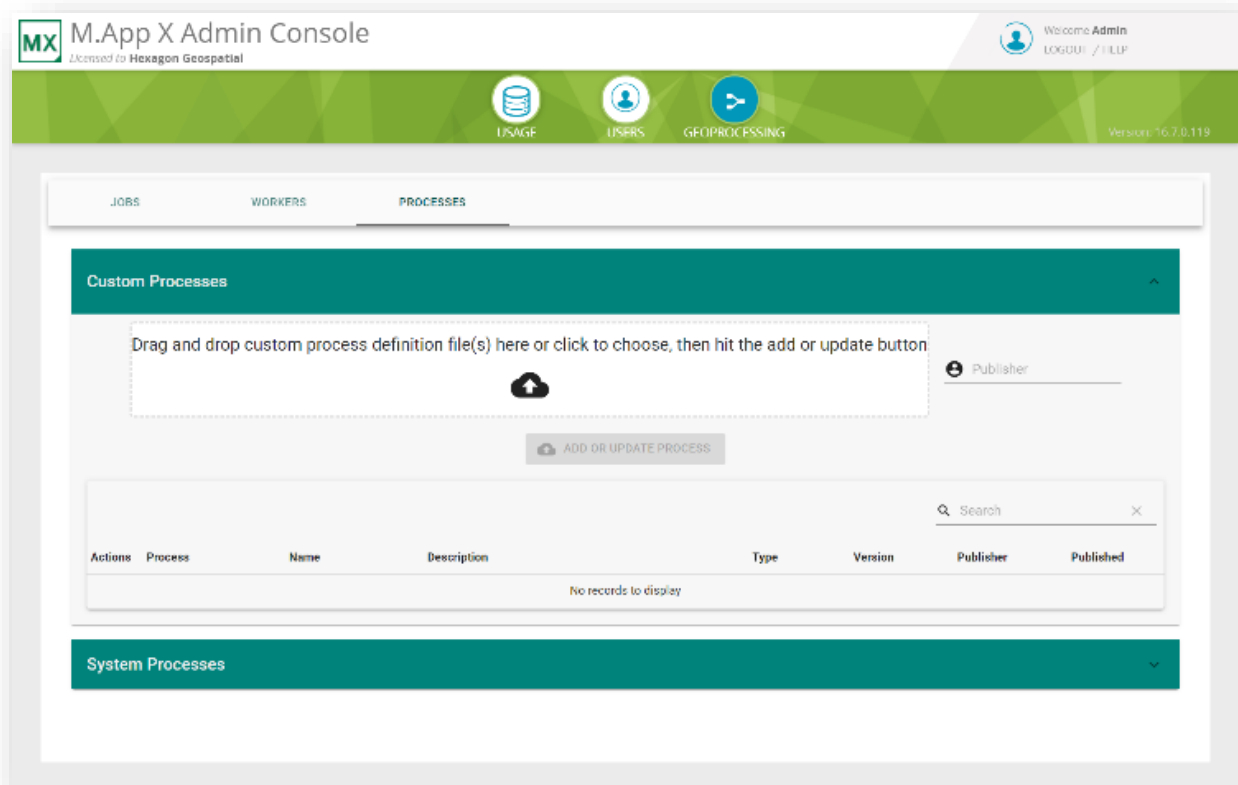 MX
M.App X Admin Console
Licensed to Hexagon Geospatial
Welcome Admin
LOGOUT / HELP
USAGE
USERS
GEOPROCESSING
Version: 16.7.0.119
JOBS
WORKERS
PROCESSES
Custom Processes
Drag and drop custom process definition file(s) here or click to choose, then hit the add or update button
Publisher
ADD OR UPDATE PROCESS
Search
Actions Process Name Description Type Version Publisher Published
No records to display
System Processes